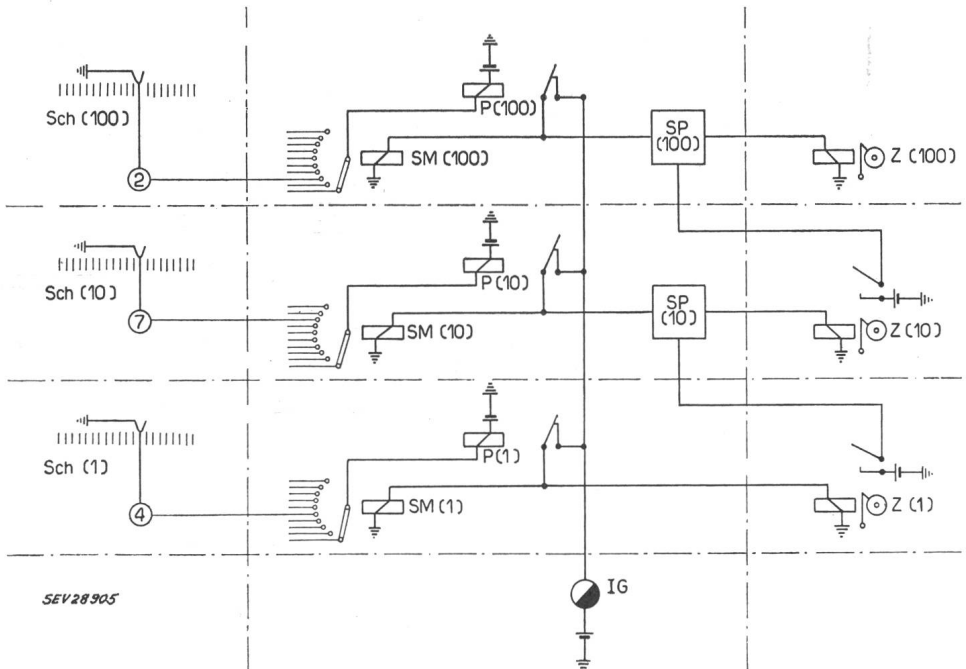 Sch (100)
2
P(100)
SM (100)
SP
(100)
Z (100)
Sch (10)
7
P(10)
SM (10)
SP
(10)
Z (10)
Sch (1)
4
P(1)
SM (1)
Z (1)
IG
SEV28905